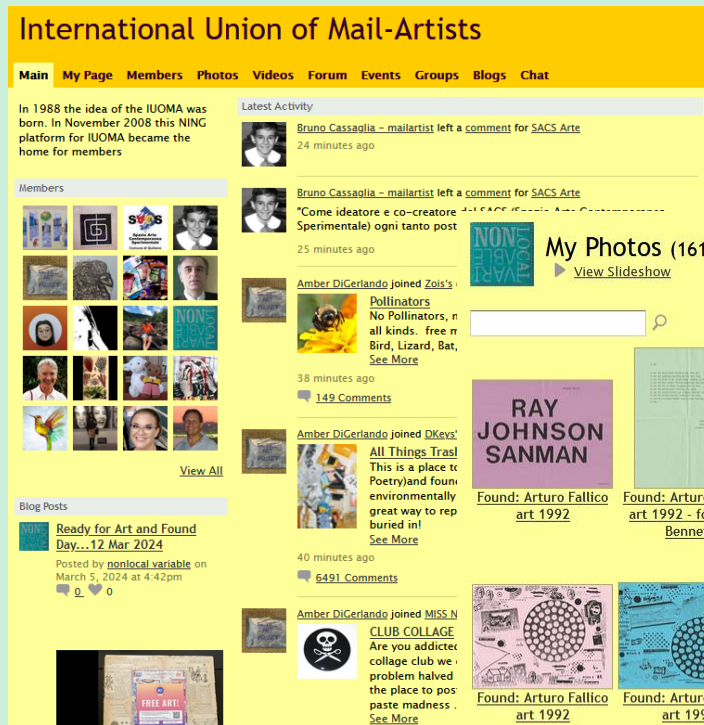 International Union of Mail-Artists
Main My Page Members Photos Videos Forum Events Groups Blogs Chat
In 1988 the idea of the IUOMA was
born. In November 2008 this NING
platform for IUOMA became the
home for members
Members
View All
Blog Posts
NON
Ready for Art and Found
Day...12 Mar 2024
Posted by nonlocal variable on
March 5, 2024 at 4:42pm
0 0
FREE ART!
Latest Activity
Bruno Cassaglia - mailartist left a comment for SACS Arte
24 minutes ago
Bruno Cassaglia - mailartist left a comment for SACS Arte
"Come ideatore e co-creatore del SACS (Spazio Arte Contemporanea
Sperimentale) ogni tanto post
25 minutes ago
Amber DiGerlando joined Zois's
Pollinators
No Pollinators,
all kinds. free
Bird, Lizard, Bat,
See More
38 minutes ago
149 Comments
Amber DiGerlando joined DKeys'
All Things Trash
This is a place to
Poetry)and foun
environmentally
great way to rep
buried in!
See More
40 minutes ago
6491 Comments
Amber DiGerlando joined MISS N
CLUB COLLAGE
Are you addicted
collage club we
problem halved
the place to pos
paste madness .
See More
NON
LOCAL
VARI
ABLE
ART
My Photos (161
View Slideshow
RAY
JOHNSON
SANMAN
Found: Arturo Fallico
art 1992
Found: Artur
art 1992 - fo
Benne
Found: Arturo Fallico
art 1992
Found: Artur
art 199